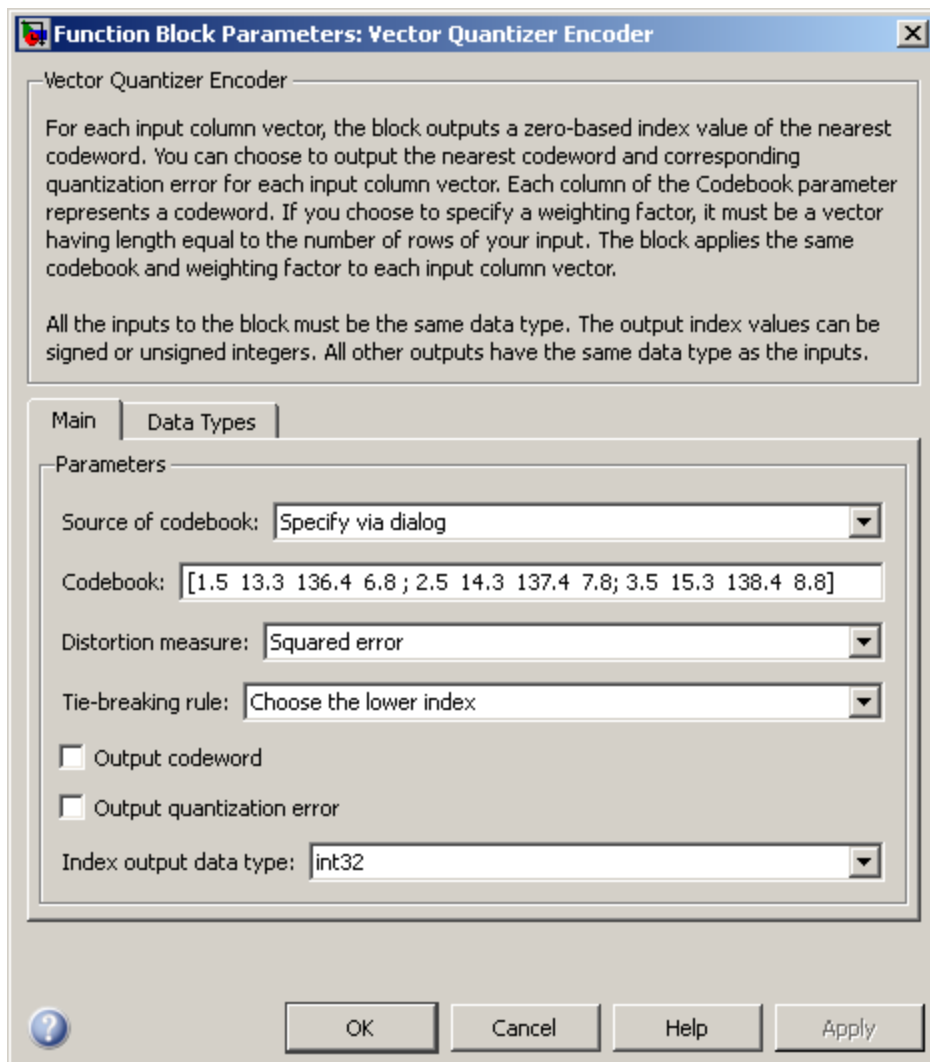 Function Block Parameters: Vector Quantizer Encoder
Vector Quantizer Encoder
For each input column vector, the block outputs a zero-based index value of the nearest
codeword. You can choose to output the nearest codeword and corresponding
quantization error for each input column vector. Each column of the Codebook parameter
represents a codeword. If you choose to specify a weighting factor, it must be a vector
having length equal to the number of rows of your input. The block applies the same
codebook and weighting factor to each input column vector.
All the inputs to the block must be the same data type. The output index values can be
signed or unsigned integers. All other outputs have the same data type as the inputs.
Main Data Types
Parameters
Source of codebook: Specify via dialog
Codebook: [1.5 13.3 136.4 6.8 ; 2.5 14.3 137.4 7.8; 3.5 15.3 138.4 8.8]
Distortion measure: Squared error
Tie-breaking rule: Choose the lower index
Output codeword
Output quantization error
Index output data type: int32
? OK Cancel Help Apply